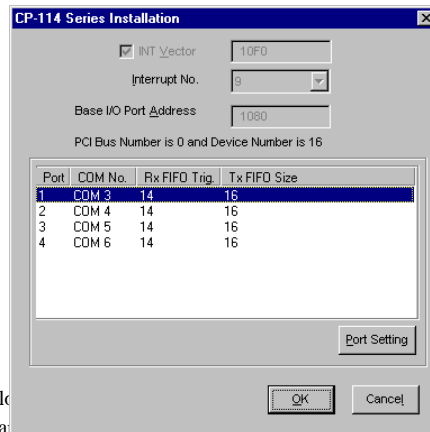 CP-114 Series Installation
INT Vector 10F0
Interrupt No. 9
Base I/O Port Address 1080
PCI Bus Number is 0 and Device Number is 16
Port COM No. Rx FIFO Trig. Tx FIFO Size
1 COM 3 14 16
2 COM 4 14 16
3 COM 5 14 16
4 COM 6 14 16
Port Setting
OK Cancel